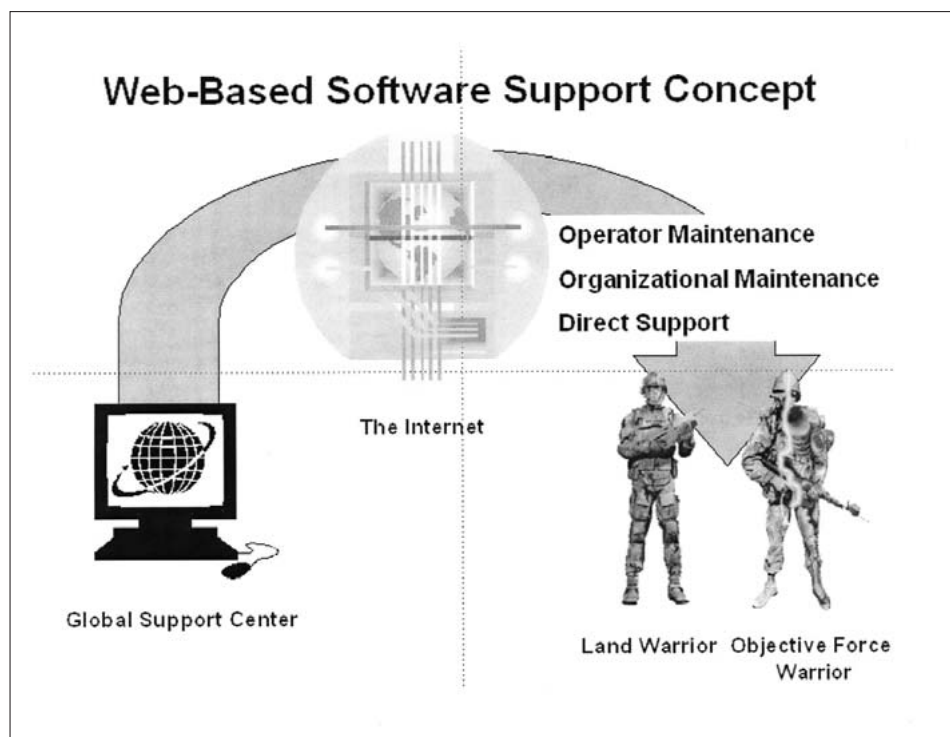 Web-Based Software Support Concept
Operator Maintenance
Organizational Maintenance
Direct Support
The Internet
Global Support Center
Land Warrior
Objective Force
Warrior